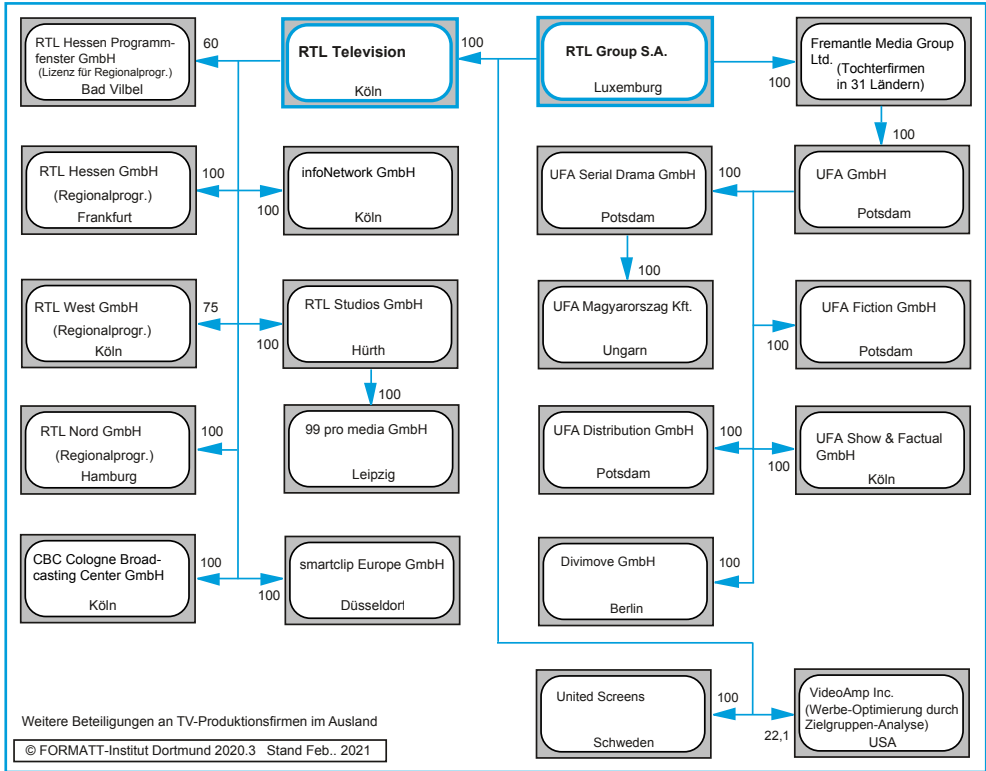 RTL Hessen Programm-
fenster GmbH
(Lizenz für Regionalprogr.)
Bad Vilbel
60
RTL Television
Köln
100
RTL Group S.A.
Luxemburg
100
Fremantle Media Group
Ltd.
(Tochterfirmen
in 31 Ländern)
100
RTL Hessen GmbH
(Regionalprogr.)
Frankfurt
100
100
infoNetwork GmbH
Köln
UFA Serial Drama GmbH
Potsdam
100
UFA GmbH
Potsdam
100
RTL West GmbH
(Regionalprogr.)
Köln
75
100
RTL Studios GmbH
Hürth
UFA Magyarorszag Kft.
Ungarn
100
UFA Fiction GmbH
Potsdam
100
RTL Nord GmbH
(Regionalprogr.)
Hamburg
100
99 pro media GmbH
Leipzig
UFA Distribution GmbH
Potsdam
100
100
UFA Show & Factual
GmbH
Köln
CBC Cologne Broad-
casting Center GmbH
Köln
100
100
smartclip Europe GmbH
Düsseldorf
Divimove GmbH
Berlin
100
United Screens
Schweden
100
22,1
VideoAmp Inc.
(Werbe-Optimierung durch
Zielgruppen-Analyse)
USA
Weitere Beteiligungen an TV-Produktionsfirmen im Ausland
© FORMATT-Institut Dortmund 2020.3 Stand Feb.. 2021